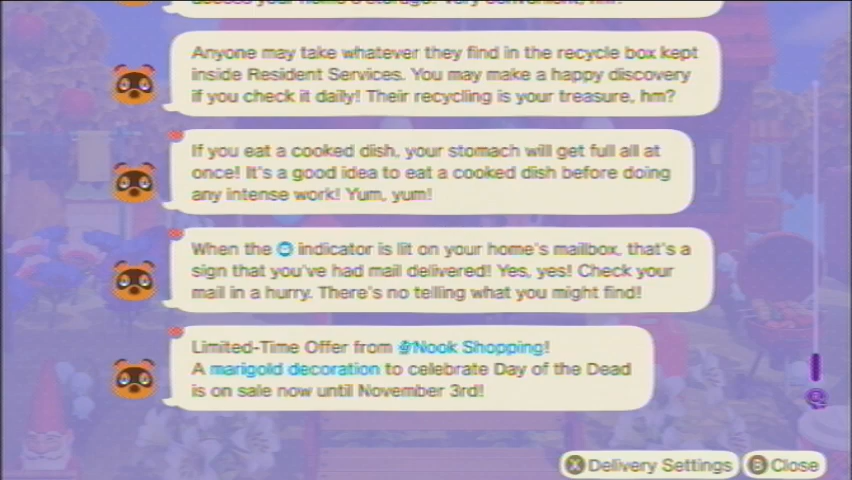 Anyone may take whatever they find in the recycle box kept
inside Resident Services. You may make a happy discovery
if you check it daily! Their recycling is your treasure, hm?
If you eat a cooked dish, your stomach will get full all at
once! It's a good idea to eat a cooked dish before doing
any intense work! Yum, yum!
When the indicator is lit on your home's mailbox, that's a
sign that you've had mail delivered! Yes, yes! Check your
mail in a hurry. There's no telling what you might find!
Limited-Time Offer from @Nook Shopping!
A marigold decoration to celebrate Day of the Dead
is on sale now until November 3rd!
X Delivery Settings
B Close